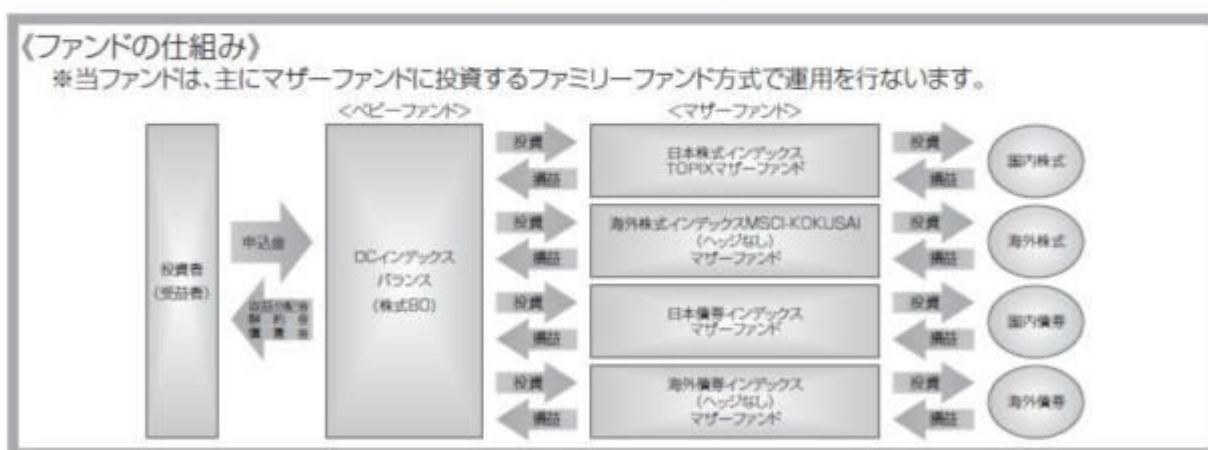 《ファンドの仕組み》
※当ファンドは、主にマザーファンドに投資するファミリーファンド方式で運用を行ないます。
<ベビーファンド>
<マザーファンド>
投資者
(受益者)
申込金
収益分配金
解約金
償還金
DCインデックス
バランス
(株式80)
投資
損益
日本株式インデックス
TOPIXマザーファンド
投資
損益
国内株式
投資
損益
海外株式インデックスMSCI-KOKUSAI
(ヘッジなし)
マザーファンド
投資
損益
海外株式
投資
損益
日本債券インデックス
マザーファンド
投資
損益
国内債券
投資
損益
海外債券インデックス
(ヘッジなし)
マザーファンド
投資
損益
海外債券